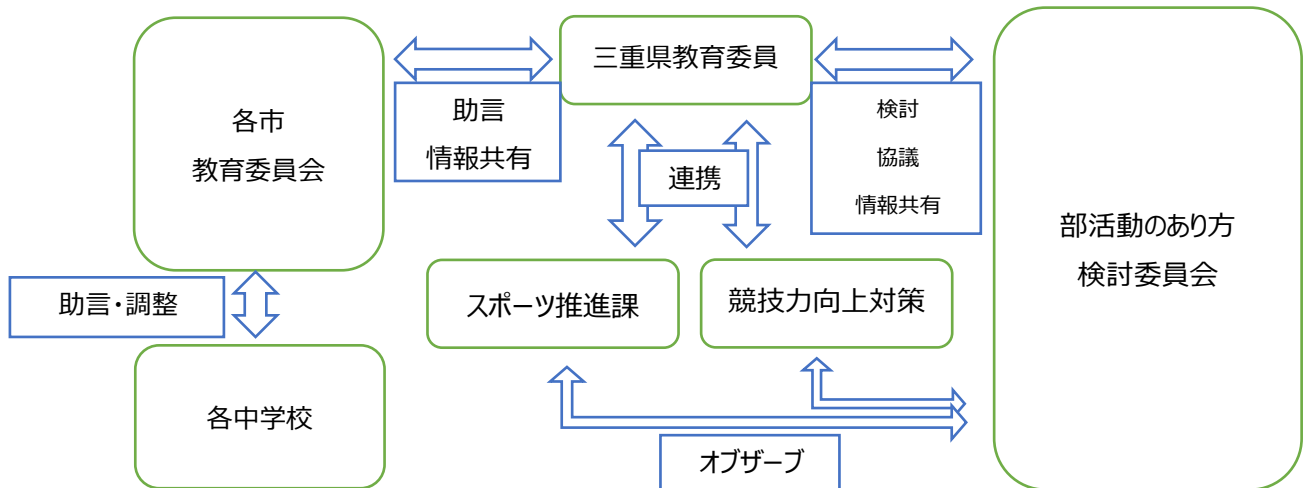 各市
教育委員会
助言
情報共有
三重県教育委員
検討
協議
情報共有
連携
部活動のあり方
検討委員会
助言・調整
スポーツ推進課
競技力向上対策
各中学校
オブザーブ